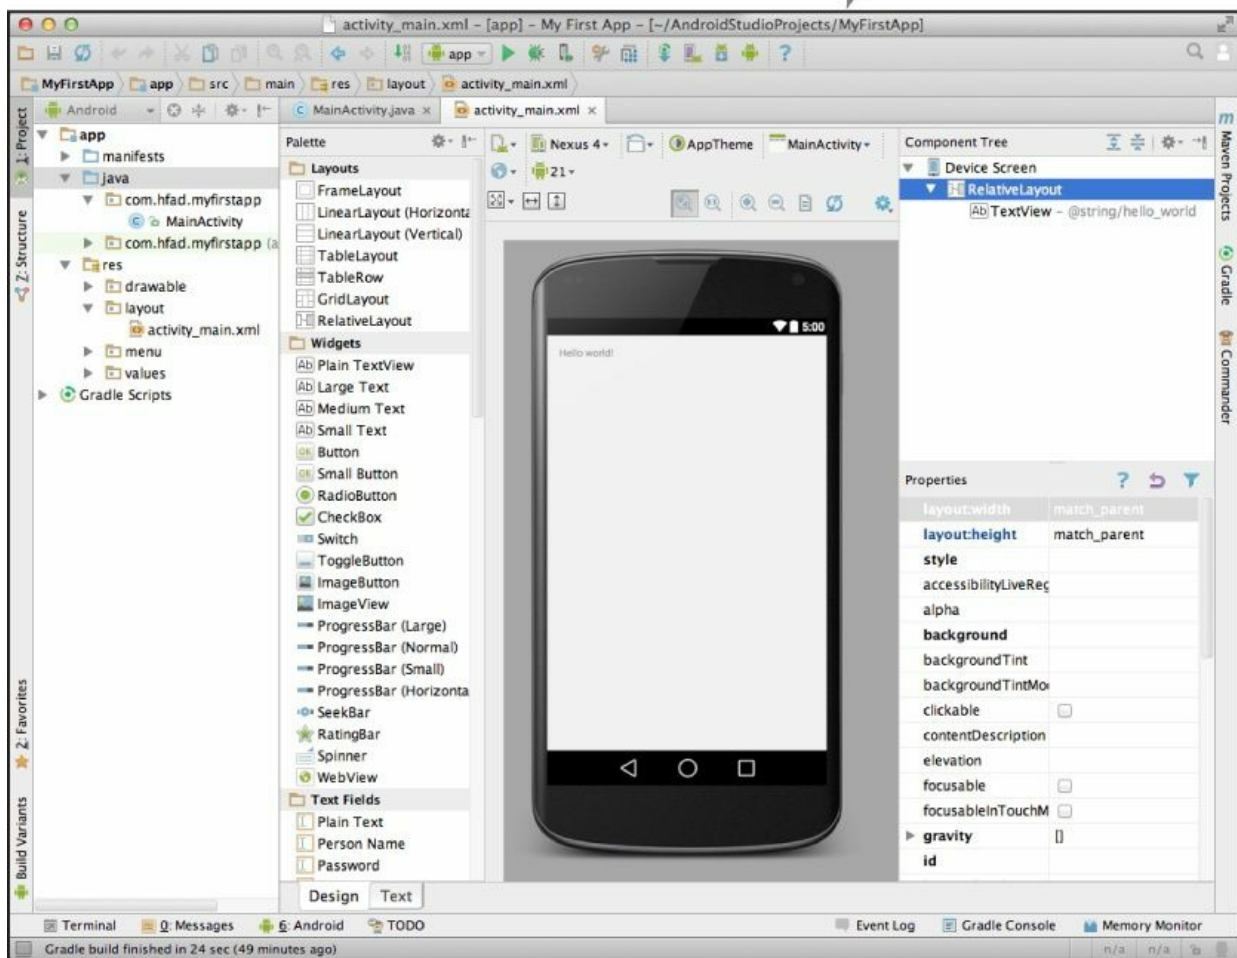 activity_main.xml – [app] – My First App – [~/AndroidStudioProjects/MyFirstApp]
app
MyFirstApp app src main res layout activity_main.xml
1: Project
Z: Structure
2: Favorites
Build Variants
Android
app
manifests
java
com.hfad.myfirstapp
MainActivity
com.hfad.myfirstapp (a
res
drawable
layout
activity_main.xml
menu
values
Gradle Scripts
MainActivity.java × activity_main.xml ×
Palette
Layouts
FrameLayout
LinearLayout (Horizonta
LinearLayout (Vertical)
TableLayout
TableRow
GridLayout
RelativeLayout
Widgets
Plain TextView
Large Text
Medium Text
Small Text
Button
Small Button
RadioButton
CheckBox
Switch
ToggleButton
ImageButton
ImageView
ProgressBar (Large)
ProgressBar (Normal)
ProgressBar (Small)
ProgressBar (Horizonta
SeekBar
RatingBar
Spinner
WebView
Text Fields
Plain Text
Person Name
Password
Design Text
Nexus 4 AppTheme MainActivity
21
5:00
Hello world!
Component Tree
Device Screen
RelativeLayout
Ab TextView – @string/hello_world
Properties
layout:width match_parent
layout:height match_parent
style
accessibilityLiveReg
alpha
background
backgroundTint
backgroundTintMo
clickable
contentDescription
elevation
focusable
focusableInTouchM
gravity []
id
m Maven Projects
Gradle
Commander
Terminal 0: Messages 6: Android TODO Event Log Gradle Console Memory Monitor
Gradle build finished in 24 sec (49 minutes ago) n/a n/a